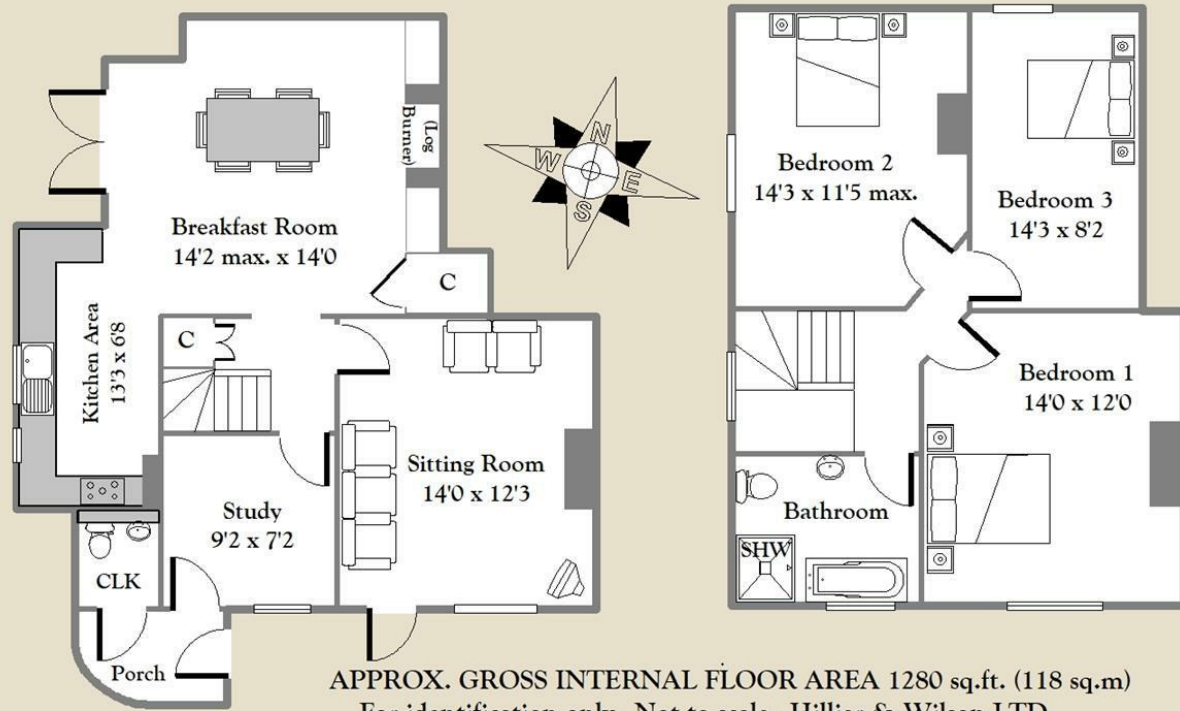 (Log
Burner)
Breakfast Room
14'2 max. x 14'0
C
Kitchen Area
13'3 x 6'8
C
Sitting Room
14'0 x 12'3
Study
9'2 x 7'2
CLK
Porch
N
W
E
S
Bedroom 2
14'3 x 11'5 max.
Bedroom 3
14'3 x 8'2
Bedroom 1
14'0 x 12'0
Bathroom
SHW
APPROX. GROSS INTERNAL FLOOR AREA 1280 sq.ft. (118 sq.m)